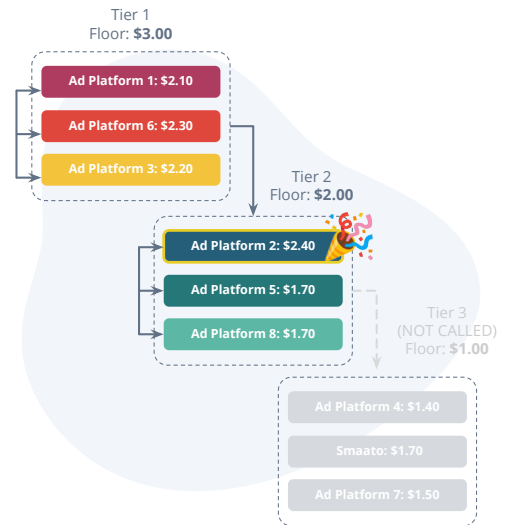 Tier 1
Floor: $3.00
Ad Platform 1: $2.10
Ad Platform 6: $2.30
Ad Platform 3: $2.20
Tier 2
Floor: $2.00
Ad Platform 2: $2.40
Ad Platform 5: $1.70
Ad Platform 8: $1.70
Tier 3
(NOT CALLED)
Floor: $1.00
Ad Platform 4: $1.40
Smaato: $1.70
Ad Platform 7: $1.50